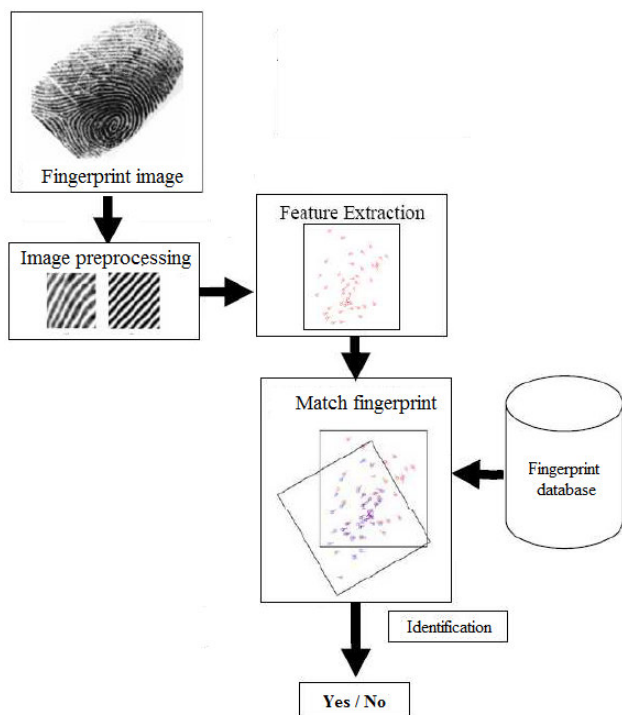 Fingerprint image
Image preprocessing
Feature Extraction
Match fingerprint
Fingerprint
database
Identification
Yes / No